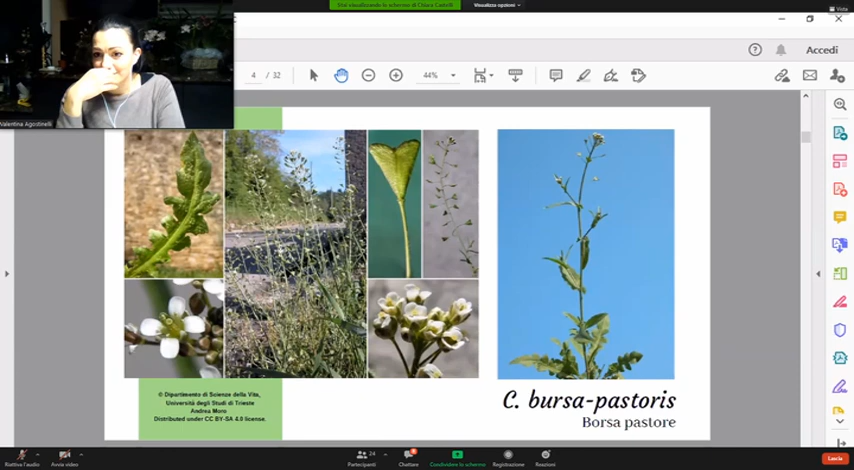 Stai visualizzando lo schermo di Chiara Castelli
Visualizza opzioni
Vista
Accedi
4 / 32
44%
Valentina Agostinelli
© Dipartimento di Scienze della Vita,
Università degli Studi di Trieste
Andrea Moro
Distributed under CC BY-SA 4.0 license.
C. bursa-pastoris
Borsa pastore
Riattiva l'audio
Avvia video
24
Partecipanti
Chattare
Condividere lo schermo
Registrazione
Reazioni
Lascia